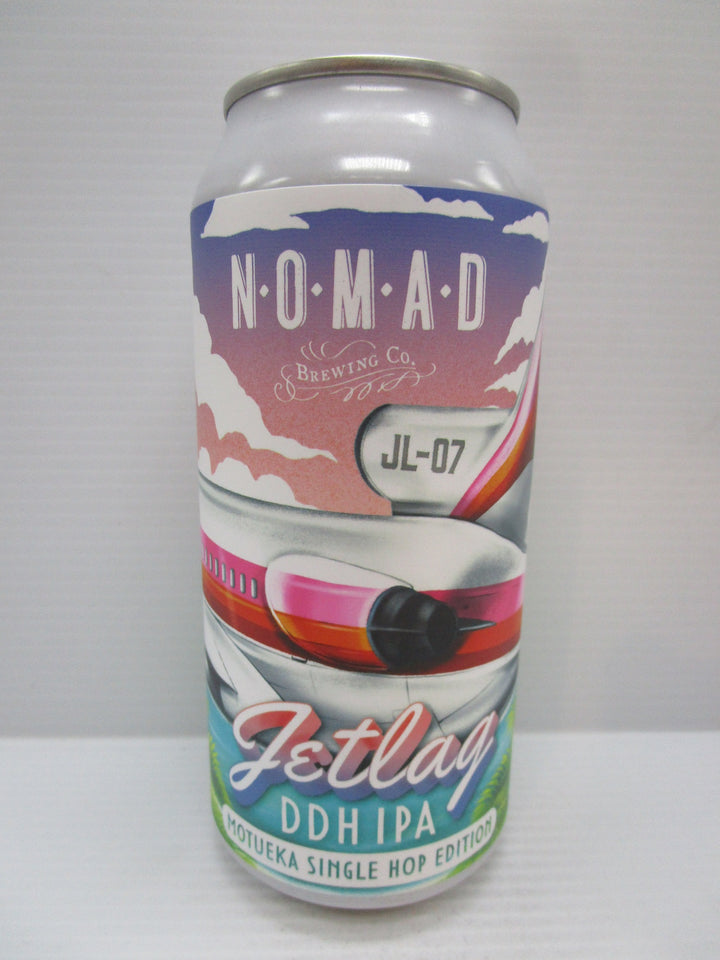 N·O·M·A·D
BREWING CO.
JL-07
Jetlag
DDH IPA
MOTUEKA SINGLE HOP EDITION